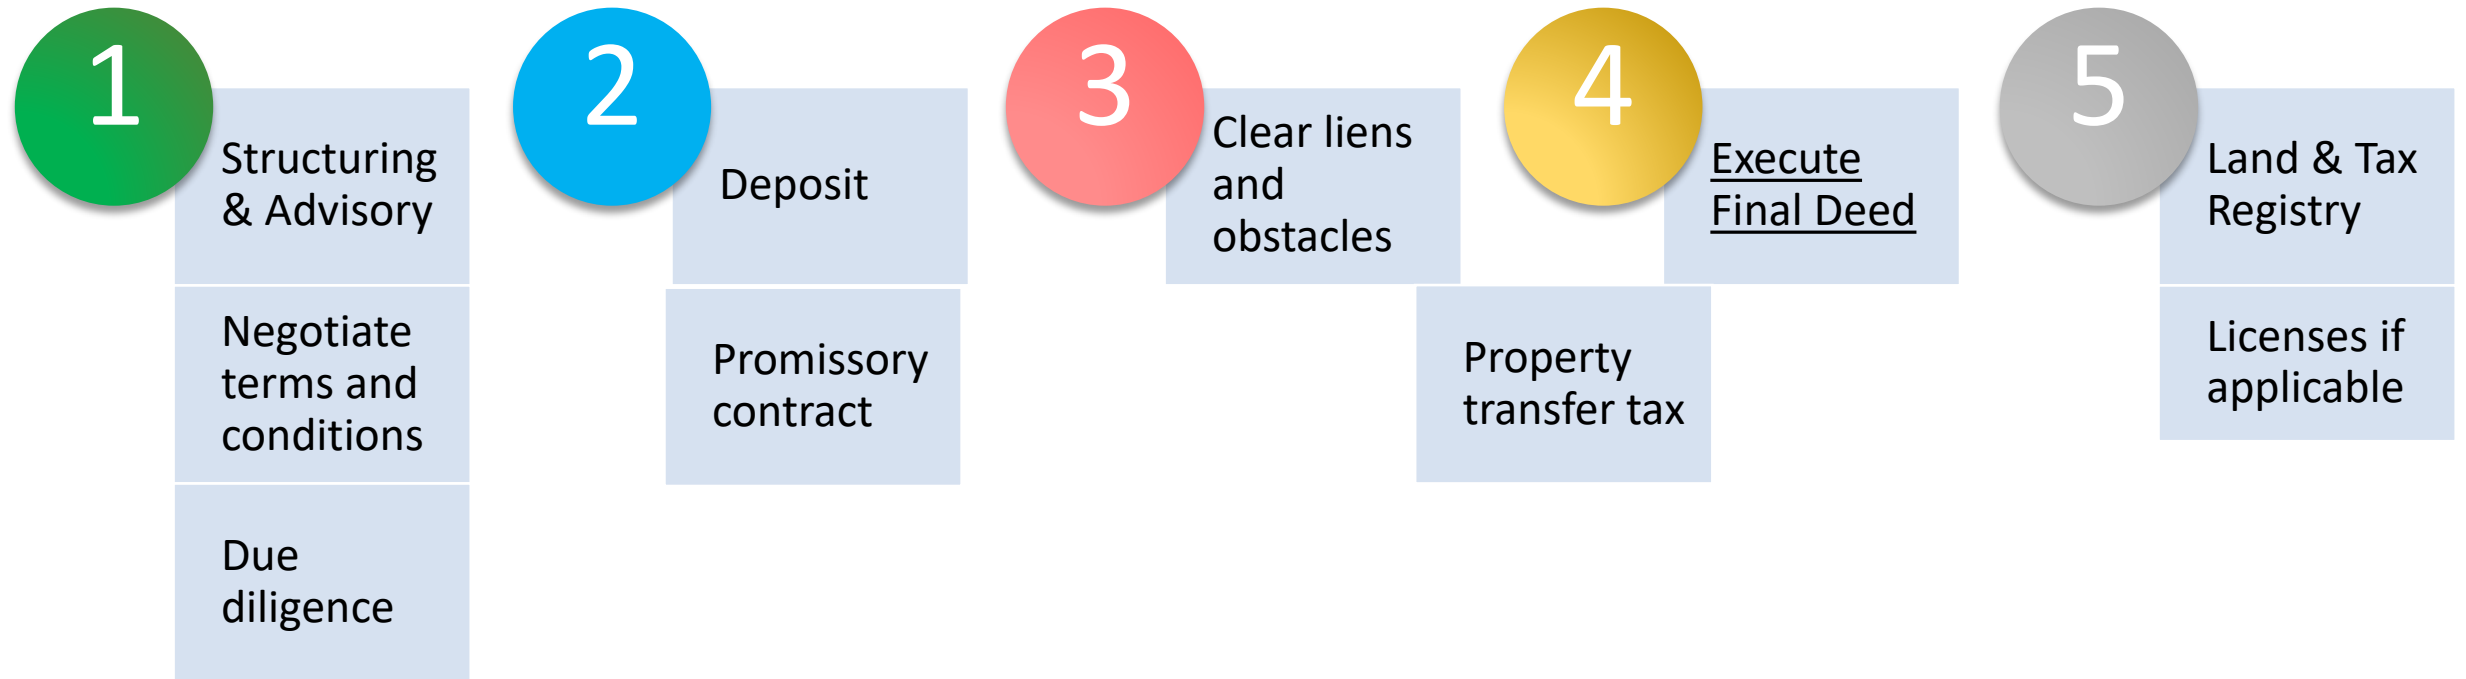 1
Structuring
& Advisory
Negotiate
terms and
conditions
Due
diligence
2
Deposit
Promissory
contract
3
Clear liens
and
obstacles
Property
transfer tax
4
Execute
Final Deed
5
Land & Tax
Registry
Licenses if
applicable